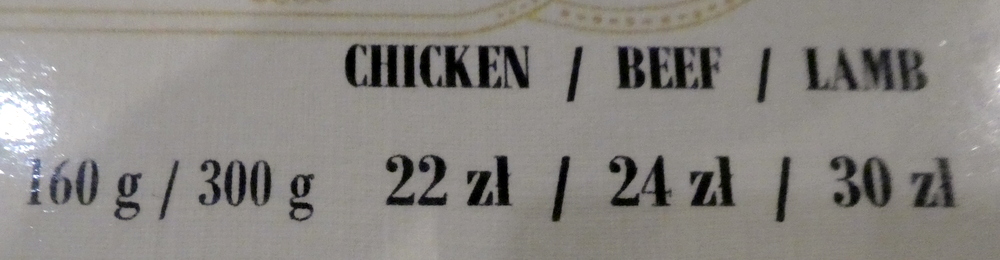 CHICKEN / BEEF / LAMB
160 g / 300 g 22 zł / 24 zł / 30 zł